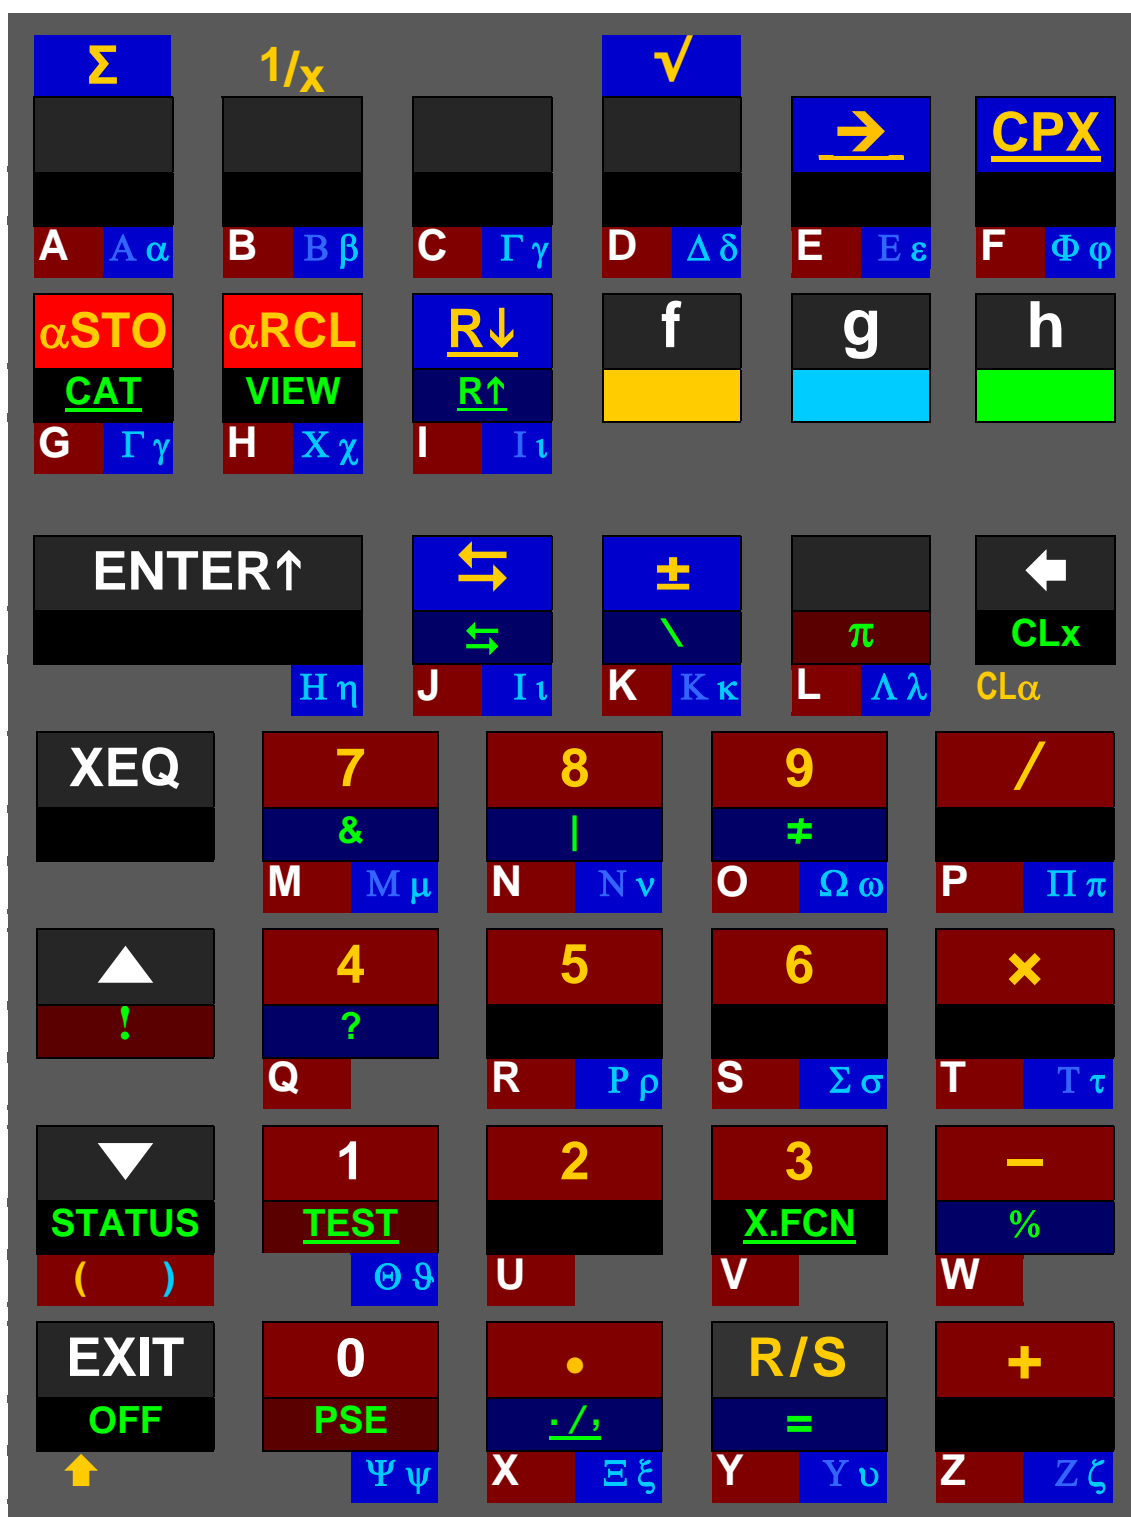 Σ 1/x √
→ CPX
A Α α B Β β C Γ γ D Δ δ E Ε ε F Φ φ
αSTO αRCL R↓ f g h
CAT VIEW R↑
G Γ γ H Χ χ I Ι ι
ENTER↑ ⇆ ± ←
⇆ \ π CLx
Η η J Ι ι K Κ κ L Λ λ CLα
XEQ 7 8 9 /
& | ≠
M Μ μ N Ν ν O Ω ω P Π π
▲ 4 5 6 ×
! ?
Q R Ρ ρ S Σ σ T Τ τ
▼ 1 2 3 −
STATUS TEST X.FCN %
( ) Θ ϑ U V W
EXIT 0 . R/S +
OFF PSE ./, =
↑ Ψ ψ X Ξ ξ Y Υ υ Z Ζ ζ